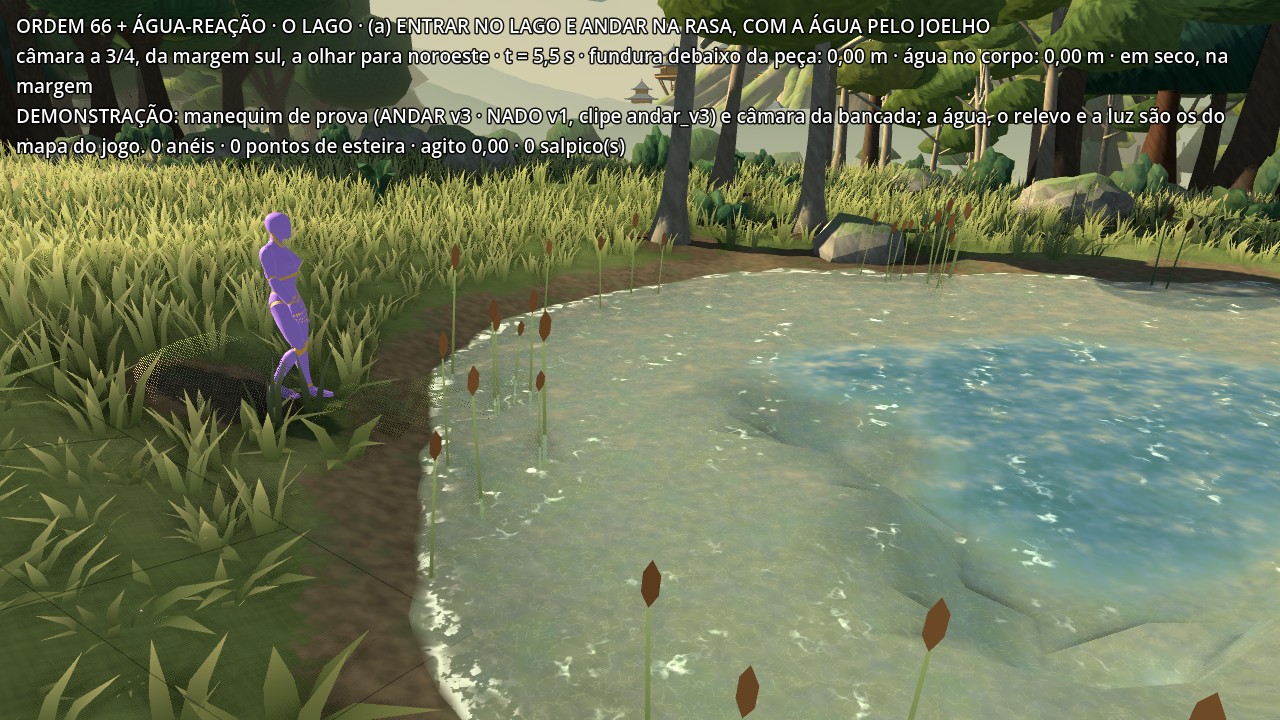 ORDEM 66 + ÁGUA-REAÇÃO · O LAGO · (a) ENTRAR NO LAGO E ANDAR NA RASA, COM A ÁGUA PELO JOELHO
câmara a 3/4, da margem sul, a olhar para noroeste · t = 5,5 s · fundura debaixo da peça: 0,00 m · água no corpo: 0,00 m · em seco, na
margem
DEMONSTRAÇÃO: manequim de prova (ANDAR v3 · NADO v1, clipe andar_v3) e câmara da bancada; a água, o relevo e a luz são os do
mapa do jogo. 0 anéis · 0 pontos de esteira · agito 0,00 · 0 salpico(s)